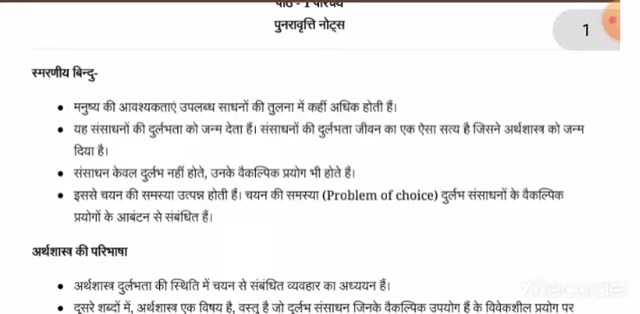 पाठ - 1 परिचय
पुनरावृत्ति नोट्स
1
स्मरणीय बिन्दु-
• मनुष्य की आवश्यकताएं उपलब्ध साधनों की तुलना में कहीं अधिक होती हैं।
• यह संसाधनों की दुर्लभता को जन्म देता हैं। संसाधनों की दुर्लभता जीवन का एक ऐसा सत्य है जिसने अर्थशास्त्र को जन्म
दिया है।
• संसाधन केवल दुर्लभ नहीं होते, उनके वैकल्पिक प्रयोग भी होते हैं।
• इससे चयन की समस्या उत्पन्न होती हैं। चयन की समस्या (Problem of choice) दुर्लभ संसाधनों के वैकल्पिक
प्रयोगों के आबंटन से संबंधित हैं।
अर्थशास्त्र की परिभाषा
• अर्थशास्त्र दुर्लभता की स्थिति में चयन से संबंधित व्यवहार का अध्ययन हैं।
• दूसरे शब्दों में, अर्थशास्त्र एक विषय है, वस्तु है जो दुर्लभ संसाधन जिनके वैकल्पिक उपयोग हैं के विवेकशील प्रयोग पर